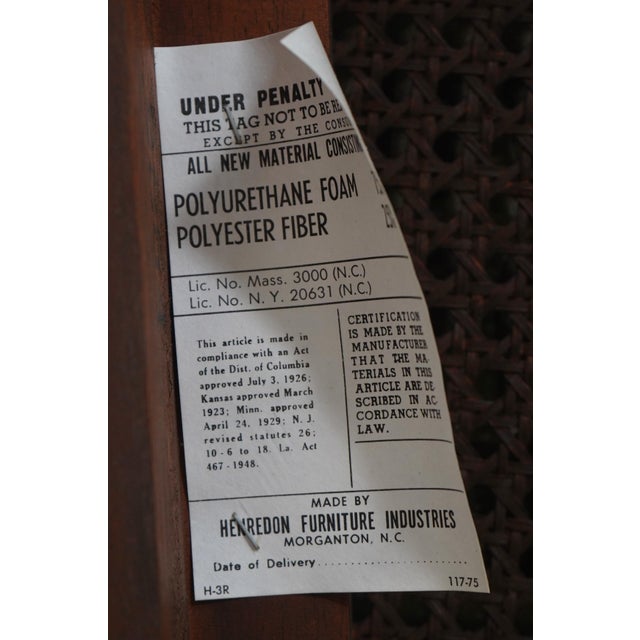 UNDER PENALTY
THIS TAG NOT TO BE RE
EXCEPT BY THE CONSU
ALL NEW MATERIAL CONSISTIN
POLYURETHANE FOAM
POLYESTER FIBER
Lic. No. Mass. 3000 (N.C.)
Lic. No. N. Y. 20631 (N.C.)
This article is made in
compliance with an Act
of the Dist. of Columbia
approved July 3, 1926;
Kansas approved March
1923; Minn. approved
April 24, 1929; N. J.
revised statutes 26;
10-6 to 18. La. Act
467-1948.
CERTIFICATION
IS MADE BY THE
MANUFACTURER
THAT THE MA-
TERIALS IN THIS
ARTICLE ARE DE-
SCRIBED IN AC-
CORDANCE WITH
LAW.
MADE BY
HENREDON FURNITURE INDUSTRIES
MORGANTON, N.C.
Date of Delivery
H-3R
117-75